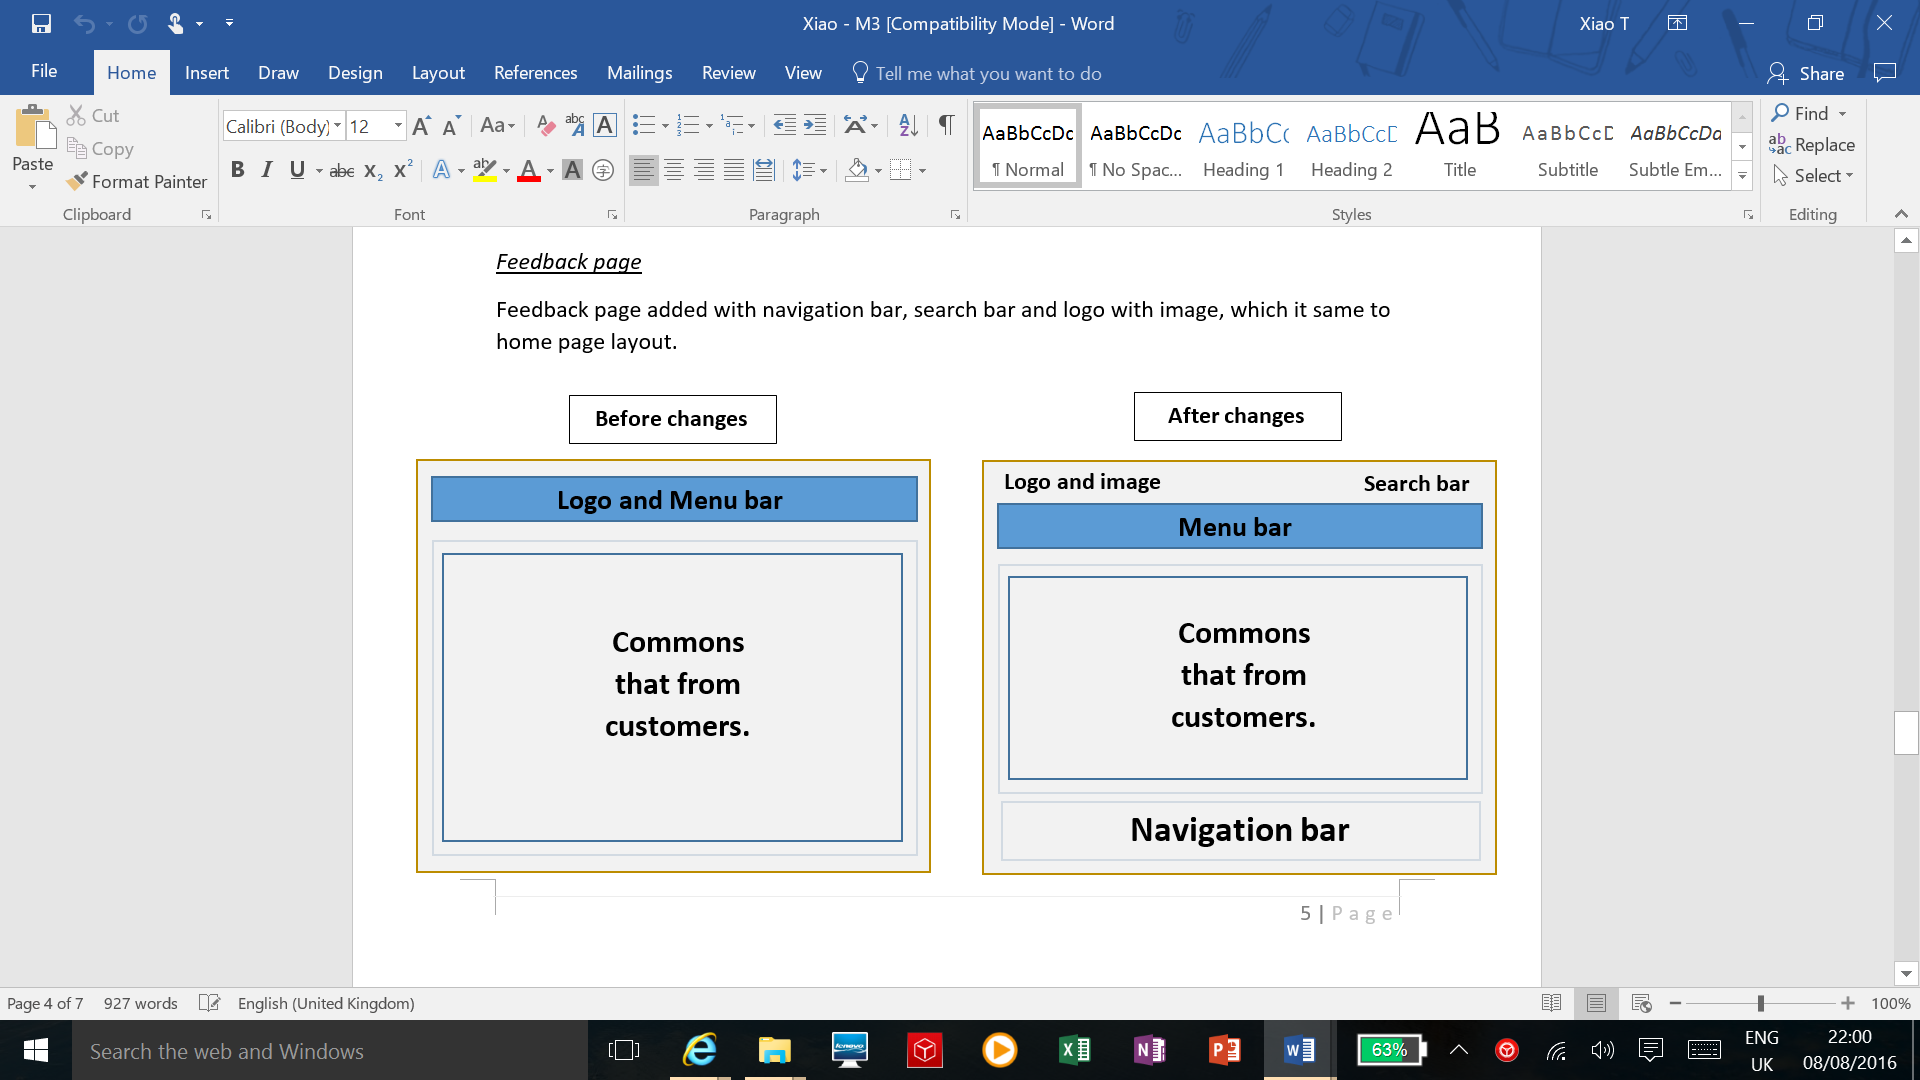 Xiao - M3 [Compatibility Mode] - Word
Xiao T
File
Home
Insert
Draw
Design
Layout
References
Mailings
Review
View
Tell me what you want to do
Share
Paste
Cut
Copy
Format Painter
Clipboard
Calibri (Body)
12
Font
Paragraph
AaBbCcDc
¶ Normal
AaBbCcDc
¶ No Spac...
AaBbCc
Heading 1
AaBbCcD
Heading 2
AaB
Title
AaBbCcD
Subtitle
AaBbCcDa
Subtle Em...
Styles
Find
Replace
Select
Editing
Feedback page
Feedback page added with navigation bar, search bar and logo with image, which it same to
home page layout.
Before changes
Logo and Menu bar
Commons
that from
customers.
After changes
Logo and image
Search bar
Menu bar
Commons
that from
customers.
Navigation bar
5 | Page
Page 4 of 7
927 words
English (United Kingdom)
100%
Search the web and Windows
63%
ENG
UK
22:00
08/08/2016